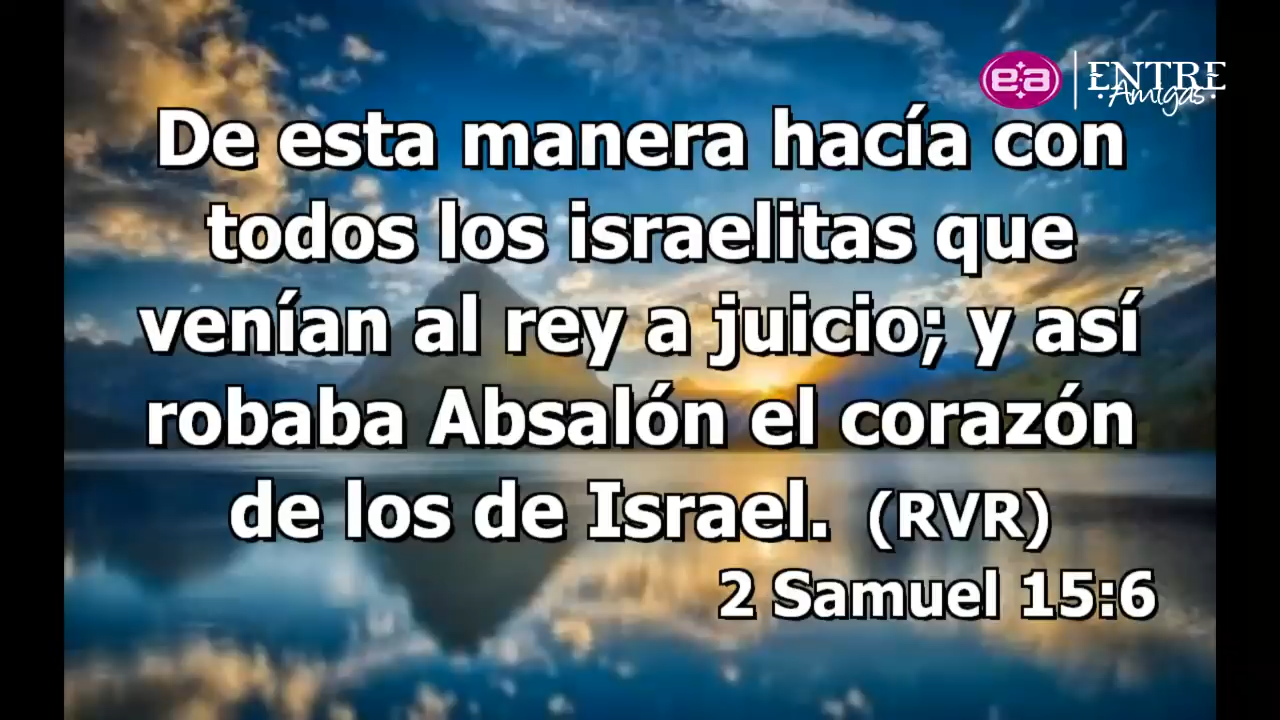 e:a | ENTRE
Amigas
De esta manera hacía con
todos los israelitas que
venían al rey a juicio; y así
robaba Absalón el corazón
de los de Israel. (RVR)
2 Samuel 15:6